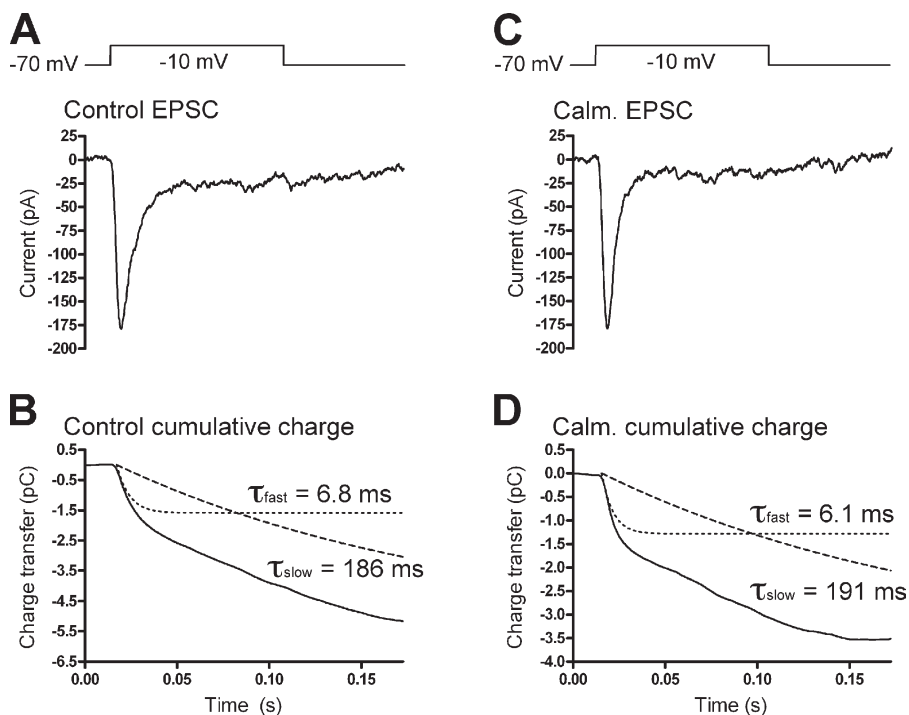 A
-70 mV
-10 mV
Control EPSC
25
0
-25
-50
-75
-100
-125
-150
-175
-200
Current (pA)
B
Control cumulative charge
0.5
-0.5
-1.5
-2.5
-3.5
-4.5
-5.5
-6.5
Charge transfer (pC)
τfast = 6.8 ms
τslow = 186 ms
0.00
0.05
0.10
0.15
Time (s)
C
-70 mV
-10 mV
Calm. EPSC
25
0
-25
-50
-75
-100
-125
-150
-175
-200
Current (pA)
D
Calm. cumulative charge
0.5
0.0
-0.5
-1.0
-1.5
-2.0
-2.5
-3.0
-3.5
-4.0
Charge transfer (pC)
τfast = 6.1 ms
τslow = 191 ms
0.00
0.05
0.10
0.15
Time (s)